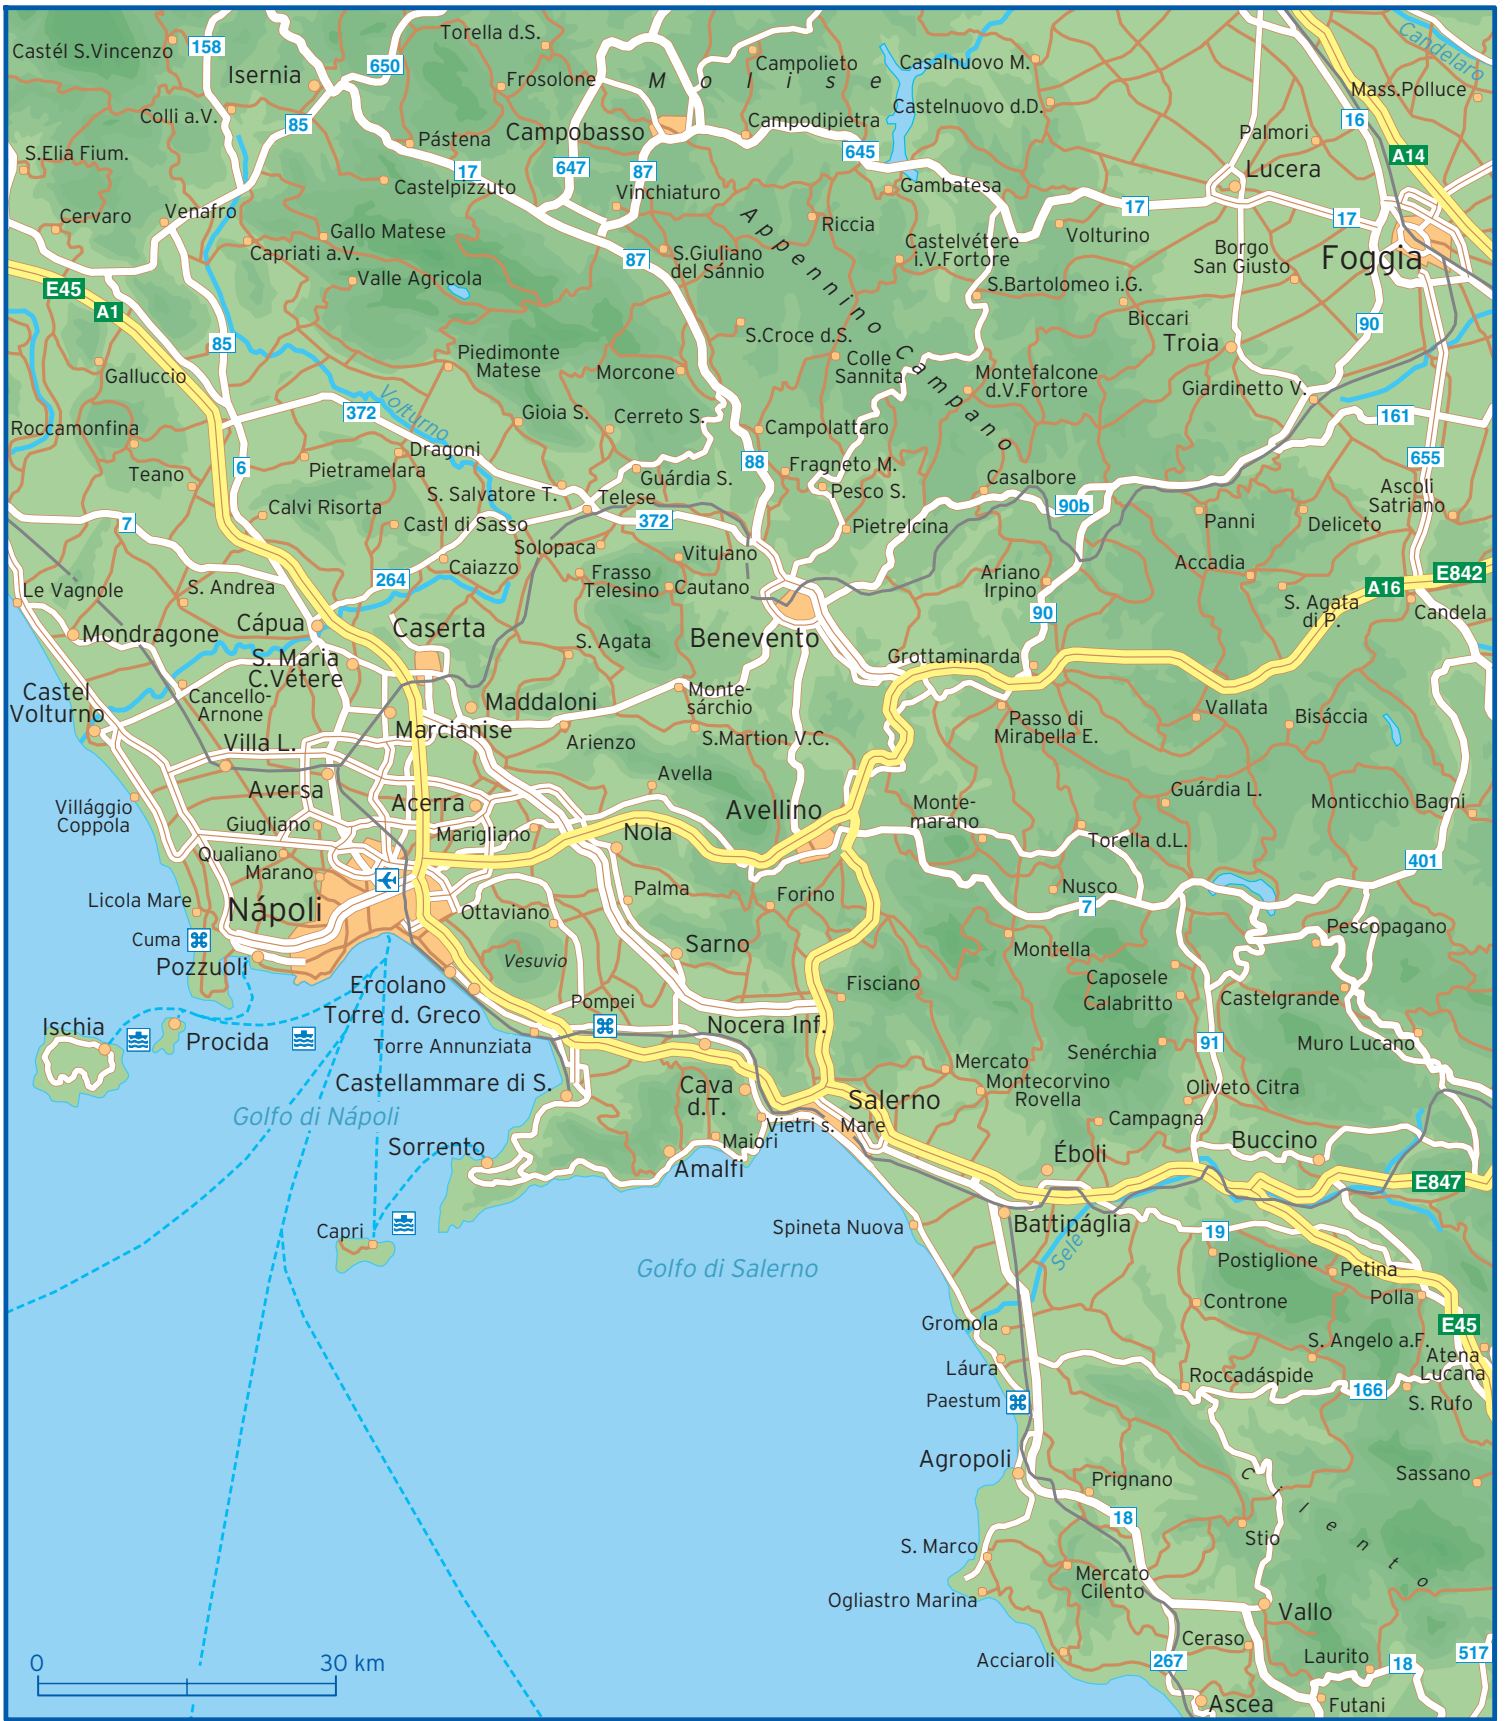 Castél S.Vincenzo
158
Torella d.S.
650
Isernia
Frosolone
Molise
Campolieto
Casalnuovo M.
Candelaro
Mass.Polluce
Colli a.V.
85
Castelnuovo d.D.
16
Palmori
Pástena
Campobasso
Campodipietra
645
A14
S.Elia Fium.
17
647
87
Lucera
Castelpizzuto
Vinchiaturo
Gambatesa
Cervaro
Venafro
Appennino Campano
Riccia
17
17
Gallo Matese
Volturino
Capriati a.V.
S.Giuliano
del Sánnio
Castelvétere
i.V.Fortore
Borgo
San Giusto
Foggia
87
Valle Agricola
E45
A1
S.Bartolomeo i.G.
Biccari
90
S.Croce d.S.
85
Troia
Galluccio
Piedimonte
Matese
Morcone
Colle
Sannita
Montefalcone
d.V.Fortore
Giardinetto V.
372
Volturno
Gioia S.
Cerreto S.
161
Roccamonfina
Dragoni
Campolattaro
6
655
Teano
Pietramelara
88
Fragneto M.
Guárdia S.
Casalbore
Ascoli
Satriano
S. Salvatore T.
Telese
Pesco S.
Calvi Risorta
90b
Panni
Deliceto
7
Castl di Sasso
372
Pietrelcina
Solopaca
Vitulano
Accadia
Caiazzo
Frasso
Telesino
Cautano
Ariano
Irpino
E842
264
A16
Le Vagnole
S. Andrea
S. Agata
di P.
Candela
90
Cápua
Caserta
Mondragone
Benevento
S. Agata
Grottaminarda
S. Maria
C.Vétere
Castel
Volturno
Cancello-
Arnone
Maddaloni
Monte-
sárchio
Marcianise
Passo di
Mirabella E.
Vallata
Bisáccia
Villa L.
Arienzo
S.Martion V.C.
Avella
Aversa
Guárdia L.
Villággio
Coppola
Acerra
Avellino
Monte-
marano
Monticchio Bagni
Giugliano
Marigliano
Nola
Torella d.L.
Qualiano
401
Marano
Palma
Nusco
Licola Mare
Nápoli
Ottaviano
Forino
7
Cuma
Pescopagano
Sarno
Montella
Pozzuoli
Vesuvio
Caposele
Ercolano
Fisciano
Calabritto
Castelgrande
Pompei
Torre d. Greco
Ischia
Nocera Inf.
Procida
Torre Annunziata
91
Senérchia
Muro Lucano
Mercato
Castellammare di S.
Cava
d.T.
Montecorvino
Rovella
Oliveto Citra
Salerno
Golfo di Nápoli
Campagna
Vietri s. Mare
Sorrento
Maiori
Buccino
Amalfi
Éboli
E847
Capri
Spineta Nuova
Battipáglia
19
Sele
Golfo di Salerno
Postiglione
Petina
Controne
Polla
Gromola
E45
S. Angelo a.F.
Láura
Atena
Lucana
Roccadáspide
166
Paestum
S. Rufo
Agropoli
Cilento
Prignano
Sassano
18
Stio
S. Marco
Mercato
Cilento
Ogliastro Marina
Vallo
Ceraso
0
30 km
Acciaroli
267
Laurito
18
517
Ascea
Futani